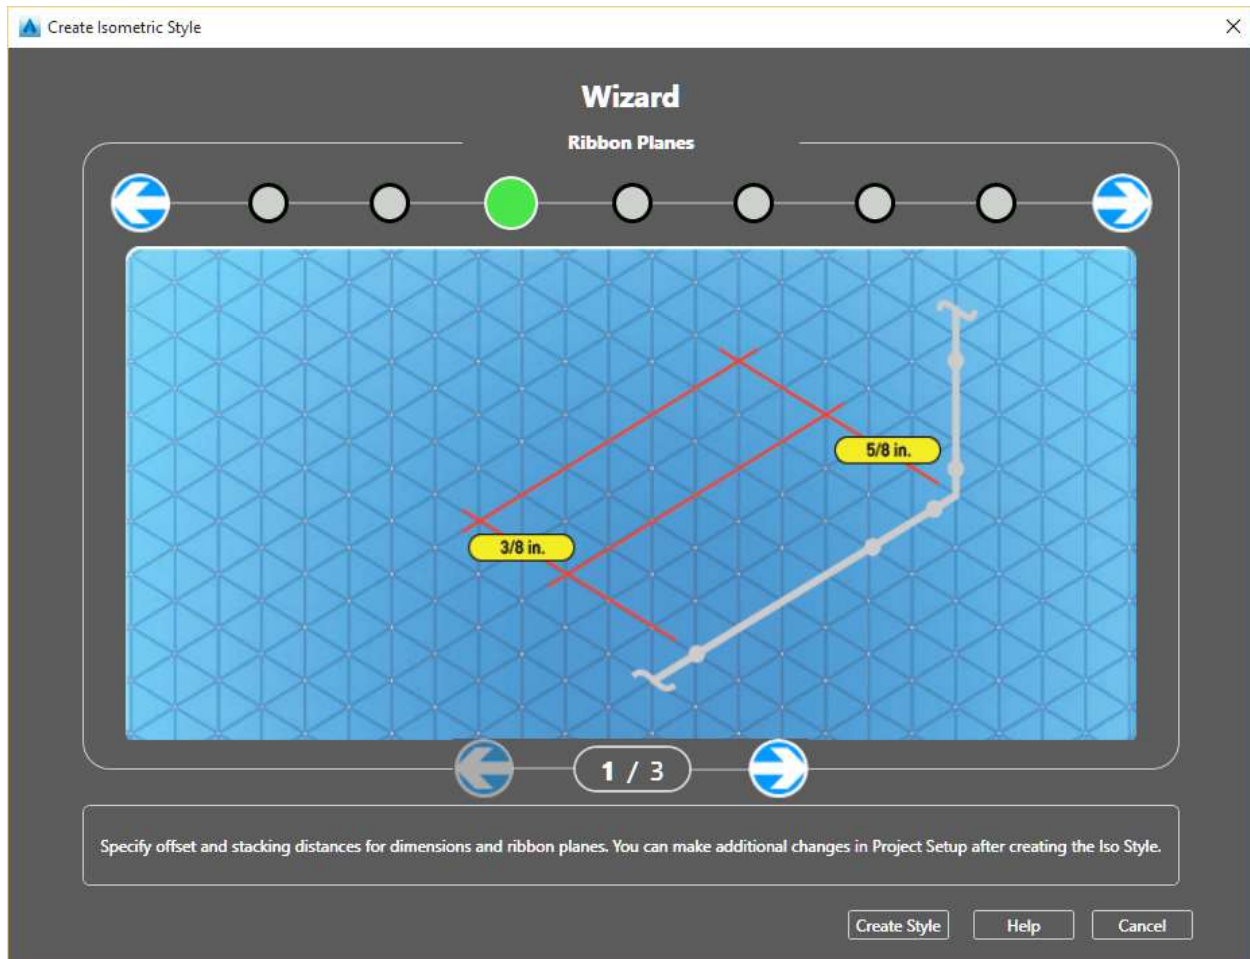 Create Isometric Style
Wizard
Ribbon Planes
5/8 in.
3/8 in.
1 / 3
Specify offset and stacking distances for dimensions and ribbon planes. You can make additional changes in Project Setup after creating the Iso Style.
Create Style
Help
Cancel